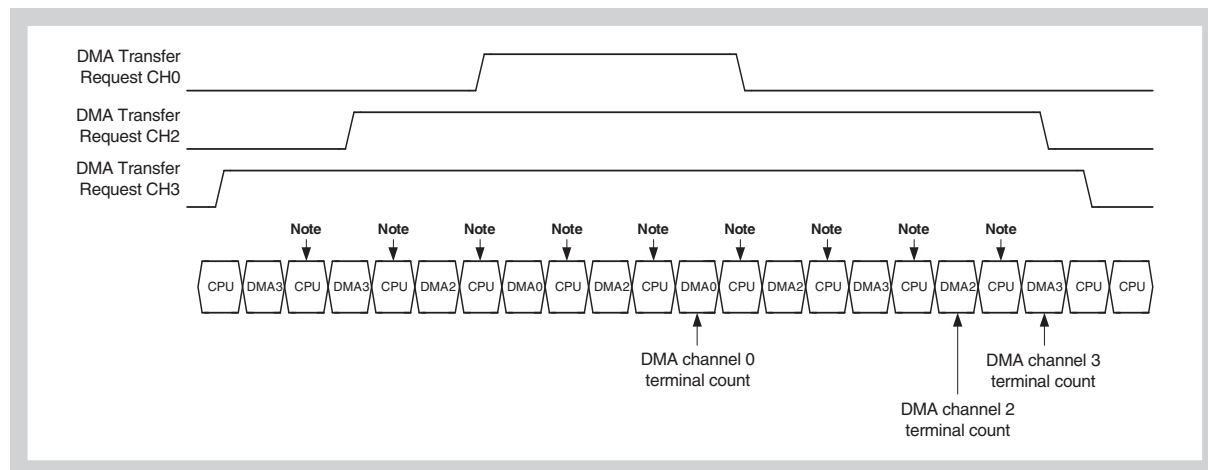 DMA Transfer
Request CH0
DMA Transfer
Request CH2
DMA Transfer
Request CH3
Note Note Note Note Note Note Note Note Note
CPU DMA3 CPU DMA3 CPU DMA2 CPU DMA0 CPU DMA2 CPU DMA0 CPU DMA2 CPU DMA3 CPU DMA2 CPU DMA3 CPU CPU
DMA channel 0
terminal count
DMA channel 3
terminal count
DMA channel 2
terminal count